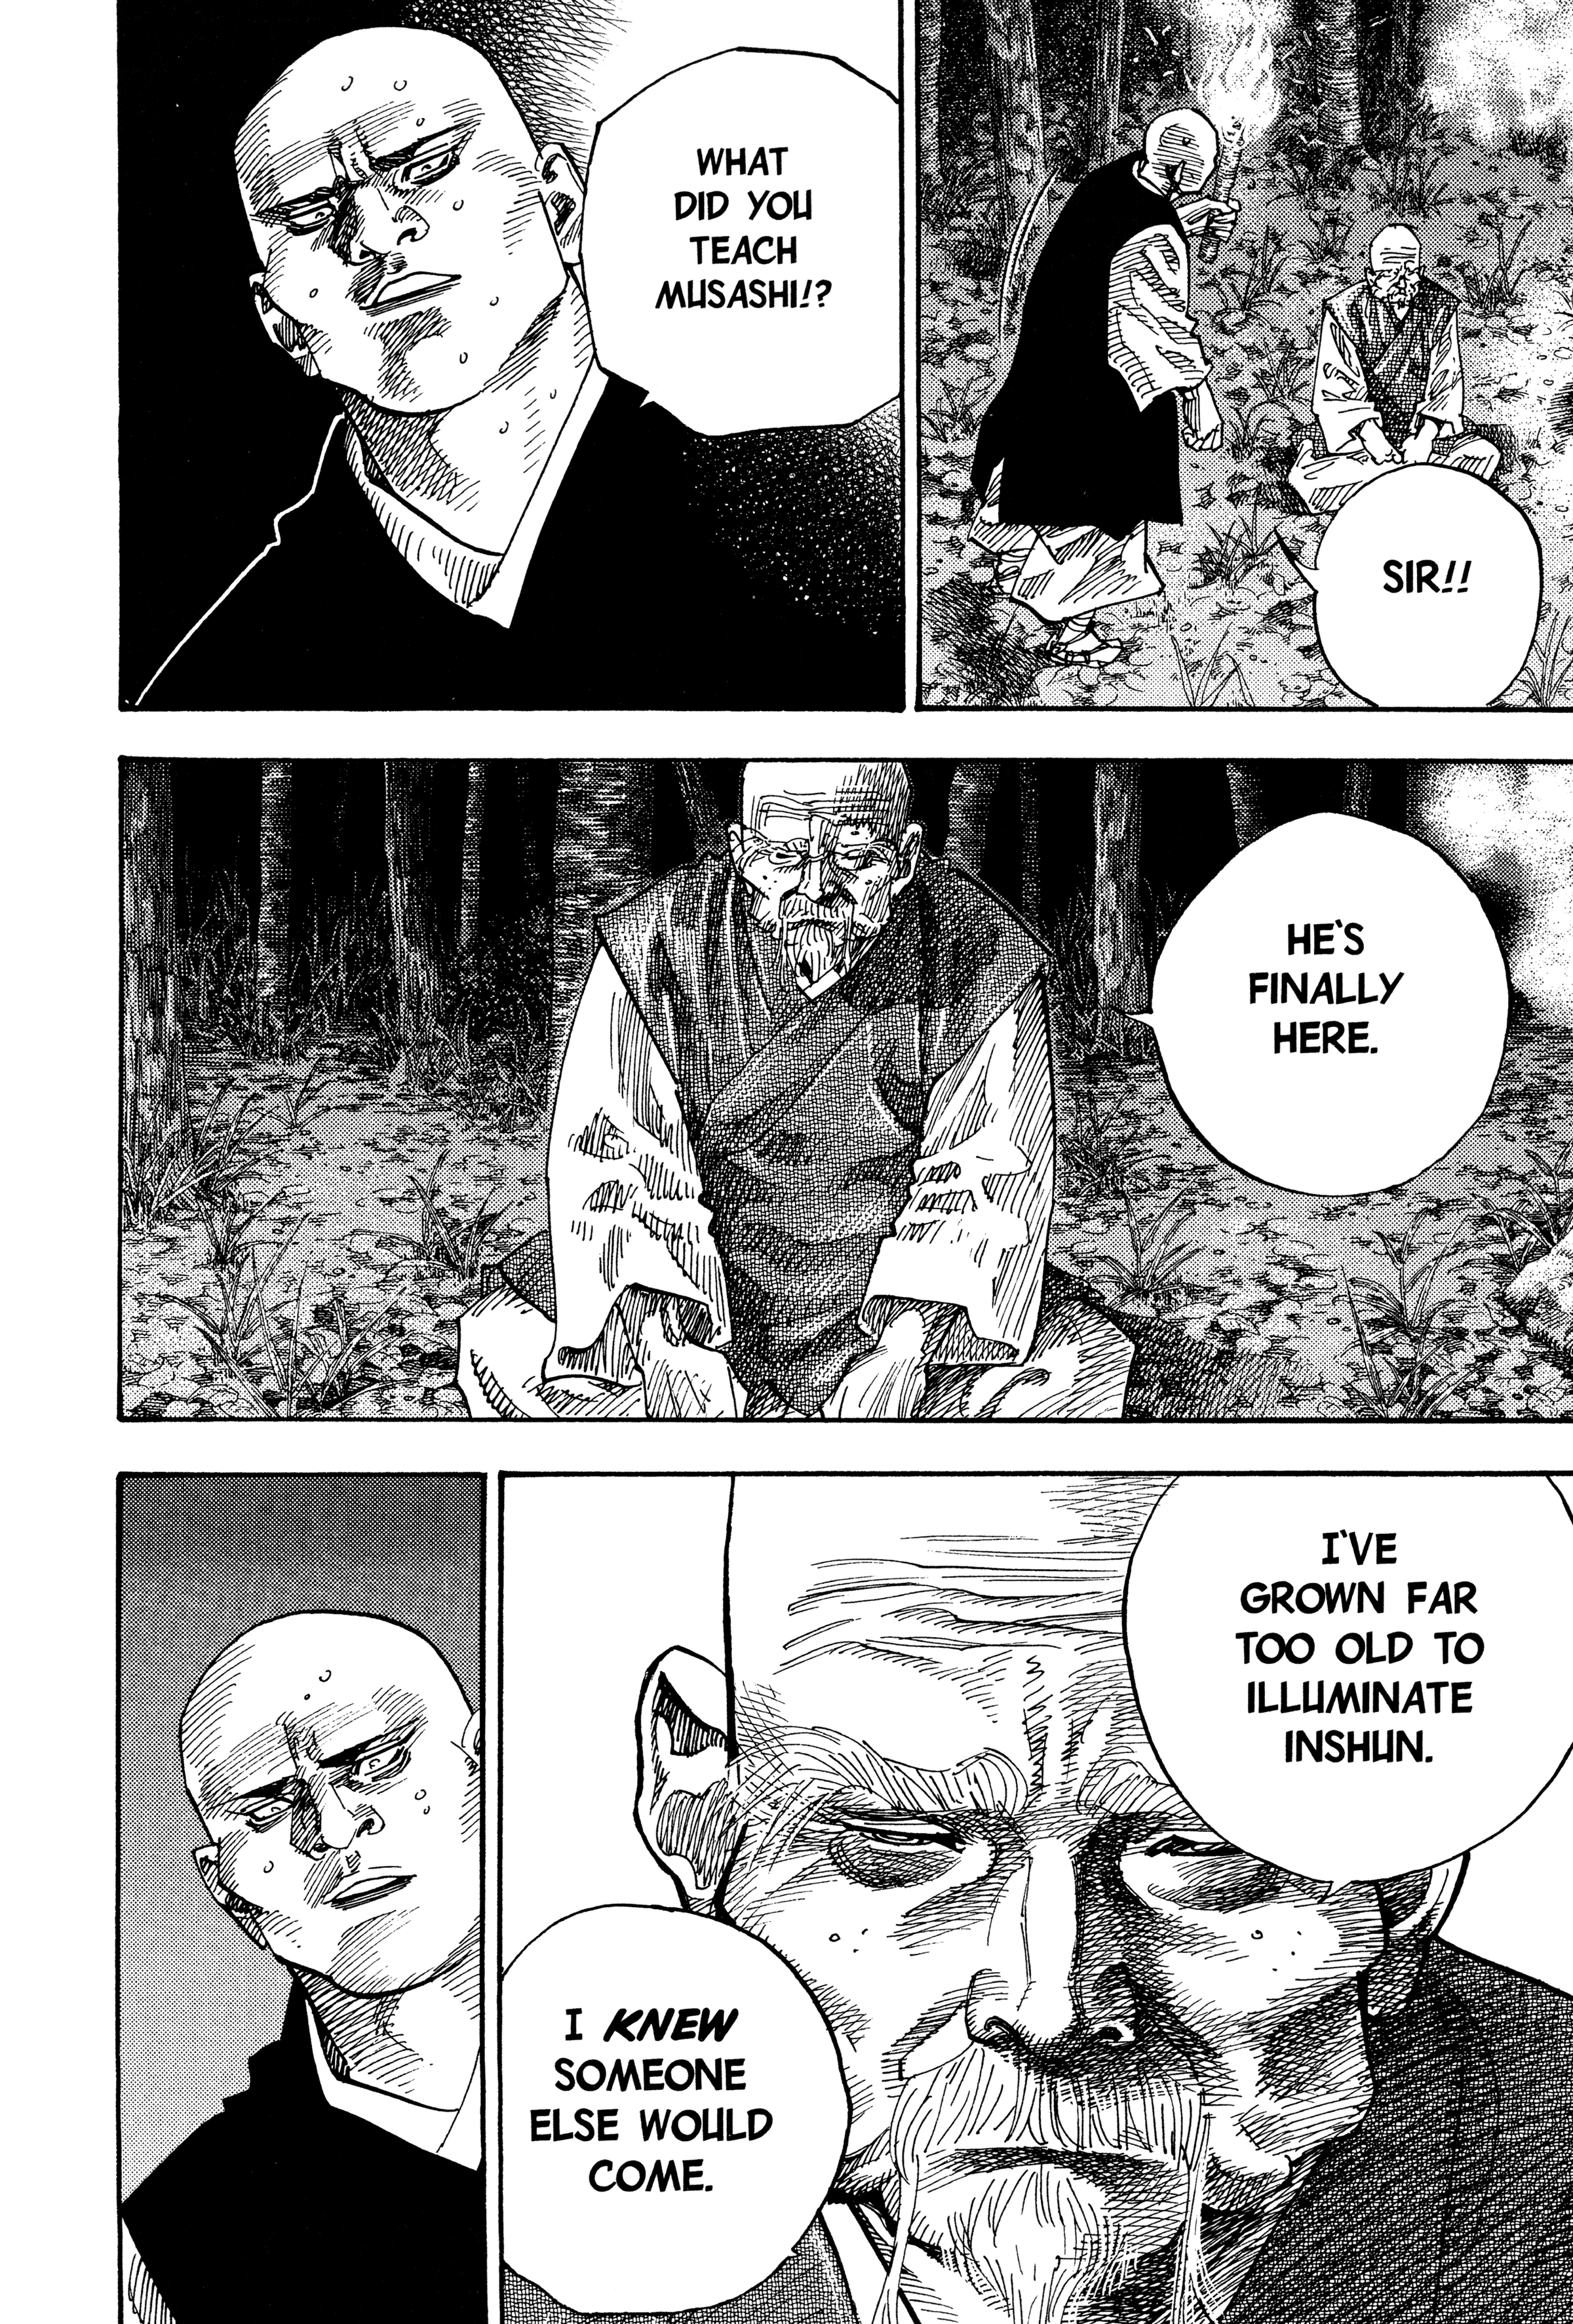 SIR!!
WHAT
DID YOU
TEACH
MUSASHI!?
HE'S
FINALLY
HERE.
I'VE
GROWN FAR
TOO OLD TO
ILLUMINATE
INSHUN.
I KNEW
SOMEONE
ELSE WOULD
COME.